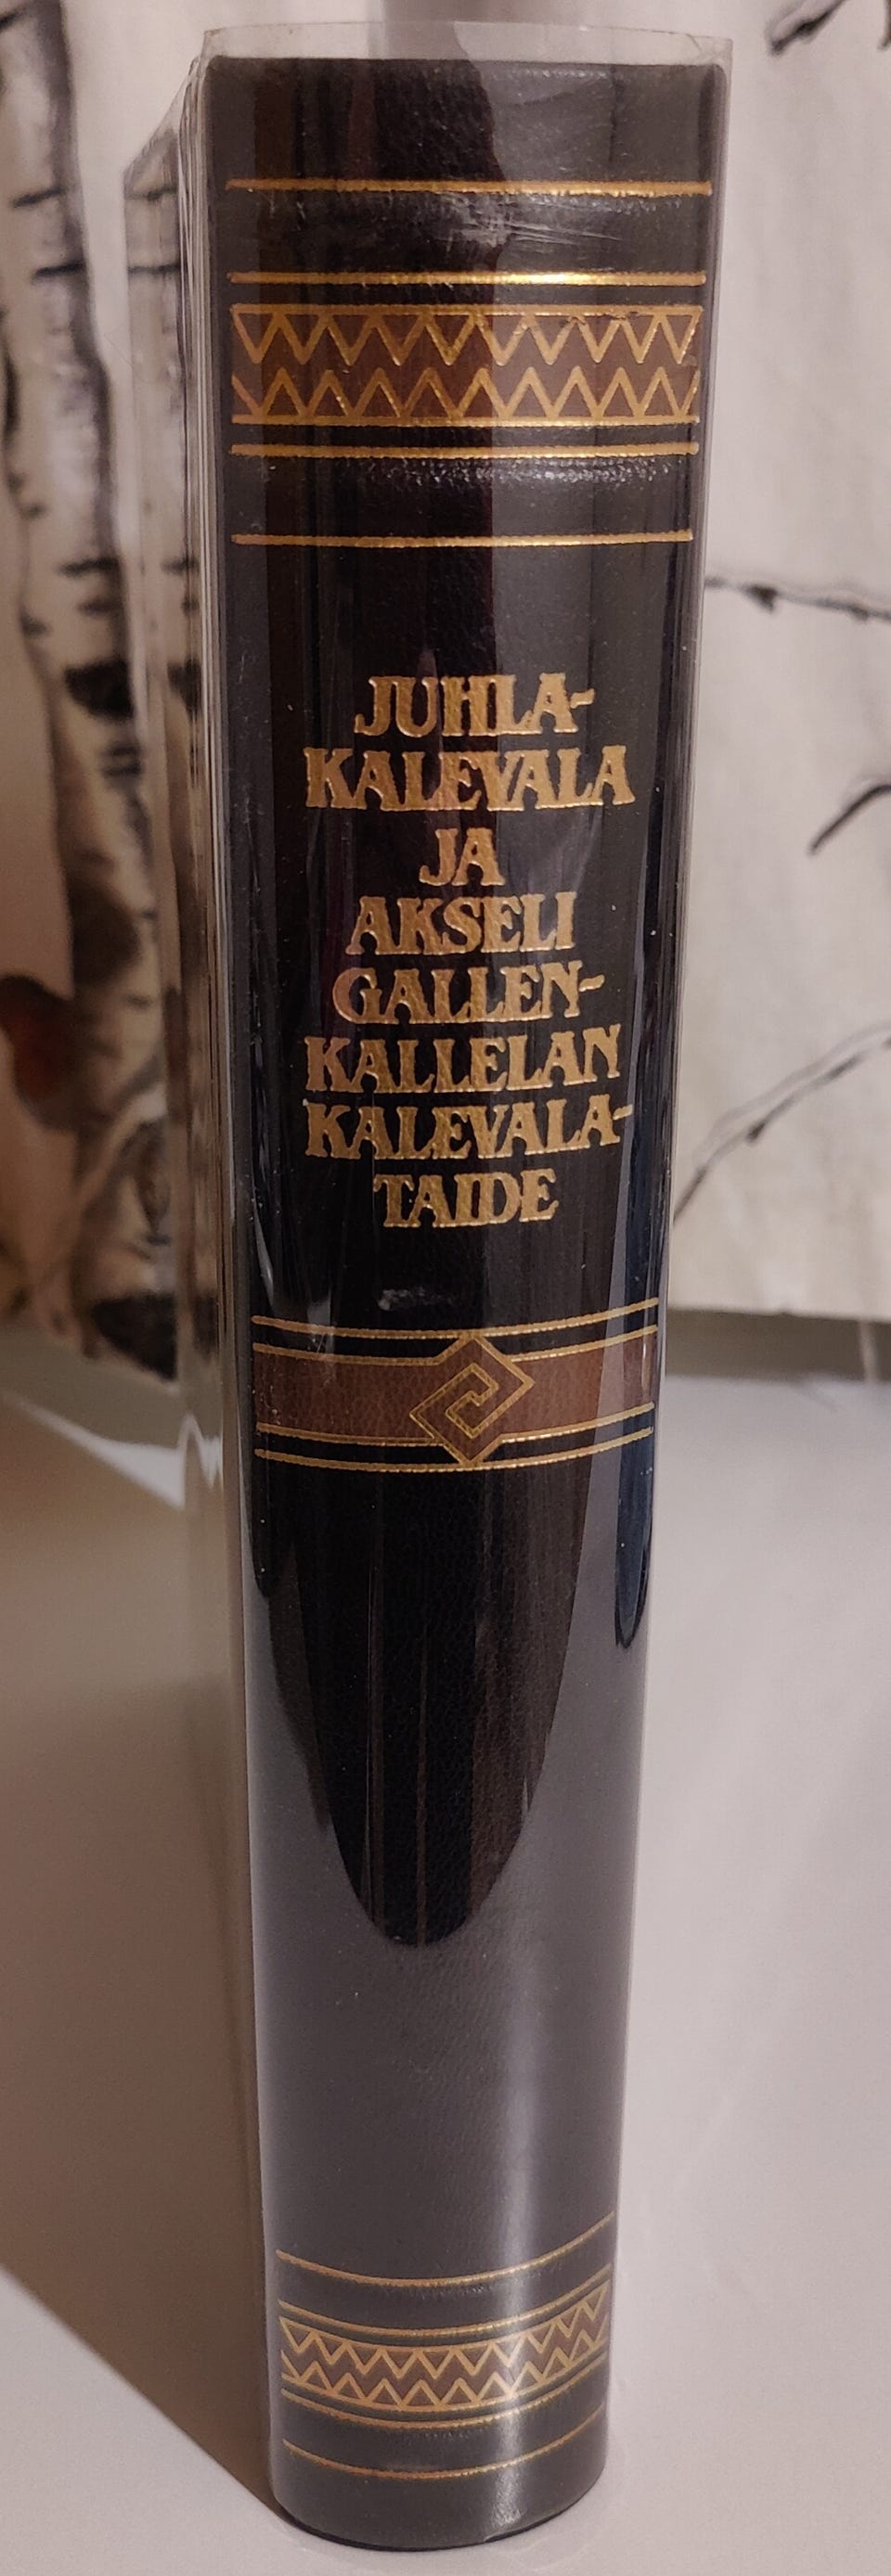 JUHLA-
KALEVALA
JA
AKSELI
GALLEN-
KALLELAN
KALEVALA-
TAIDE